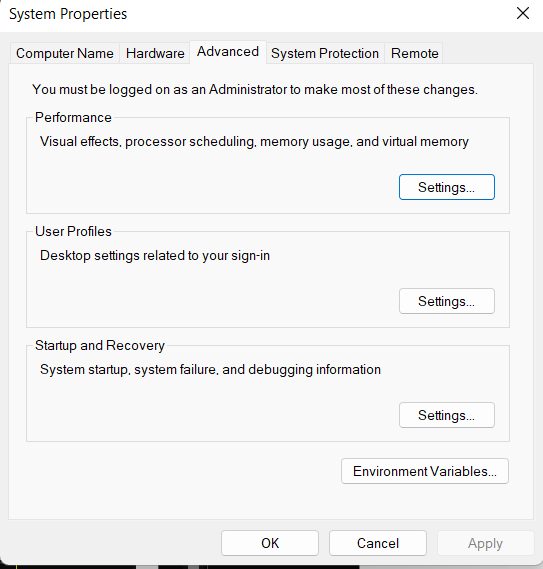 System Properties
Computer Name Hardware Advanced System Protection Remote
You must be logged on as an Administrator to make most of these changes.
Performance
Visual effects, processor scheduling, memory usage, and virtual memory
Settings...
User Profiles
Desktop settings related to your sign-in
Settings...
Startup and Recovery
System startup, system failure, and debugging information
Settings...
Environment Variables...
OK Cancel Apply